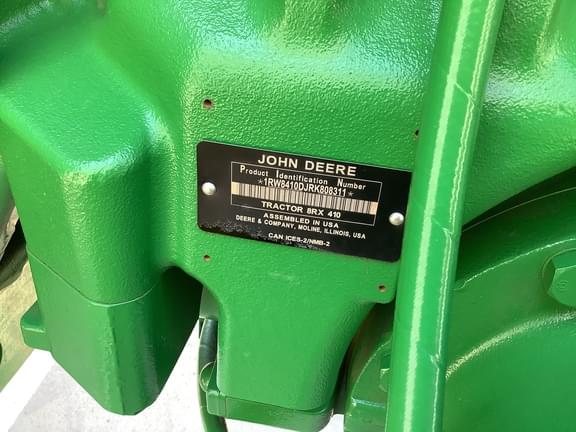 JOHN DEERE
Product Identification Number
*1RW8410DJRK808311*
TRACTOR 8RX 410
ASSEMBLED IN USA
DEERE & COMPANY, MOLINE, ILLINOIS, USA
CAN ICES-2/NMB-2